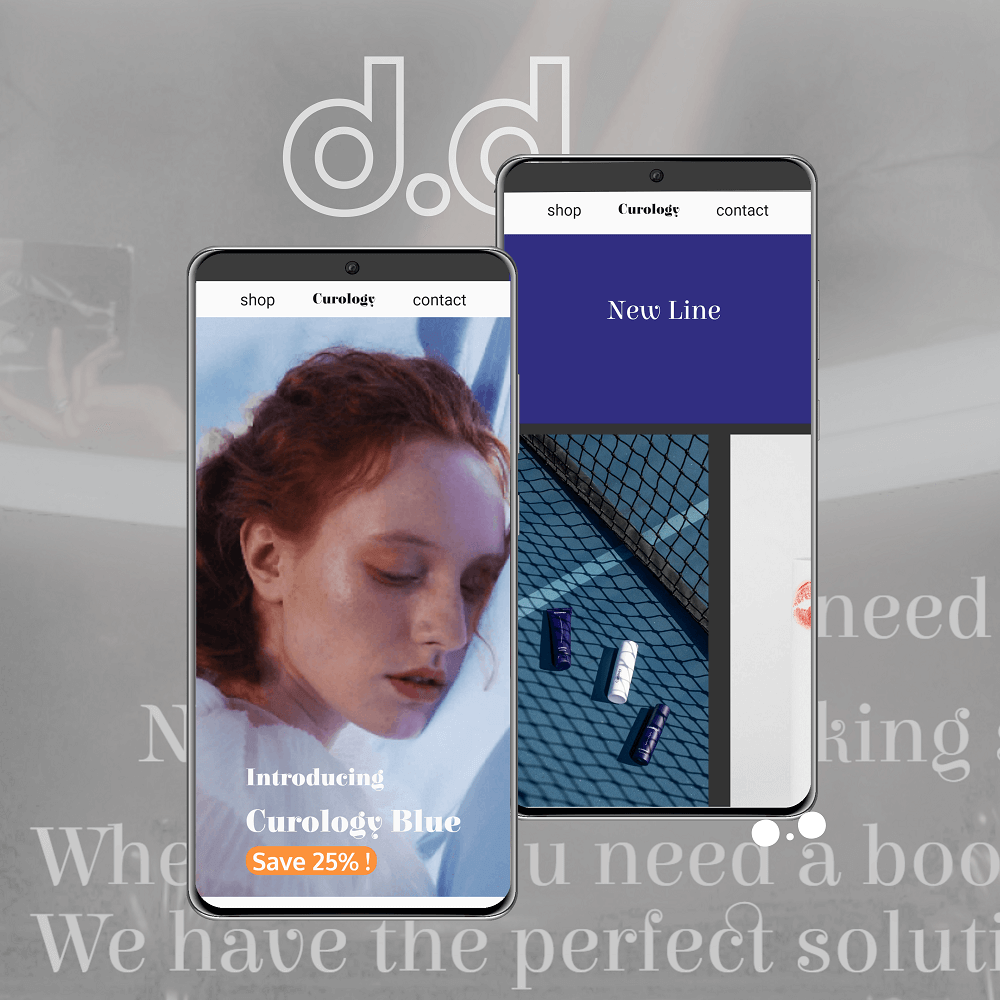 d.d
shop Curology contact
New Line
shop Curology contact
Introducing
Curology Blue
Save 25% !
need
N king
Whe u need a boo
We have the perfect soluti